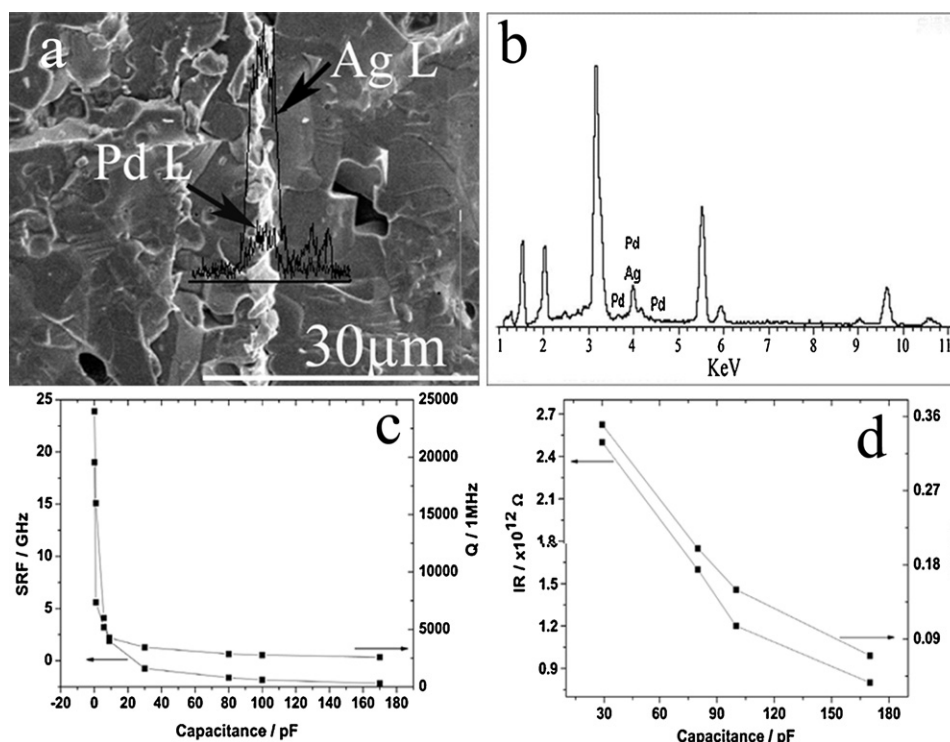 a
Ag L
Pd L
30µm
b
Pd
Ag
Pd
Pd
1 2 3 4 5 6 7 8 9 10 11
KeV
c
25
20
15
10
5
0
SRF / GHz
25000
20000
15000
10000
5000
0
Q / 1MHz
-20 0 20 40 60 80 100 120 140 160 180
Capacitance / pF
d
2.7
2.4
2.1
1.8
1.5
1.2
0.9
IR / x10¹² Ω
0.36
0.27
0.18
0.09
30 60 90 120 150 180
Capacitance / pF